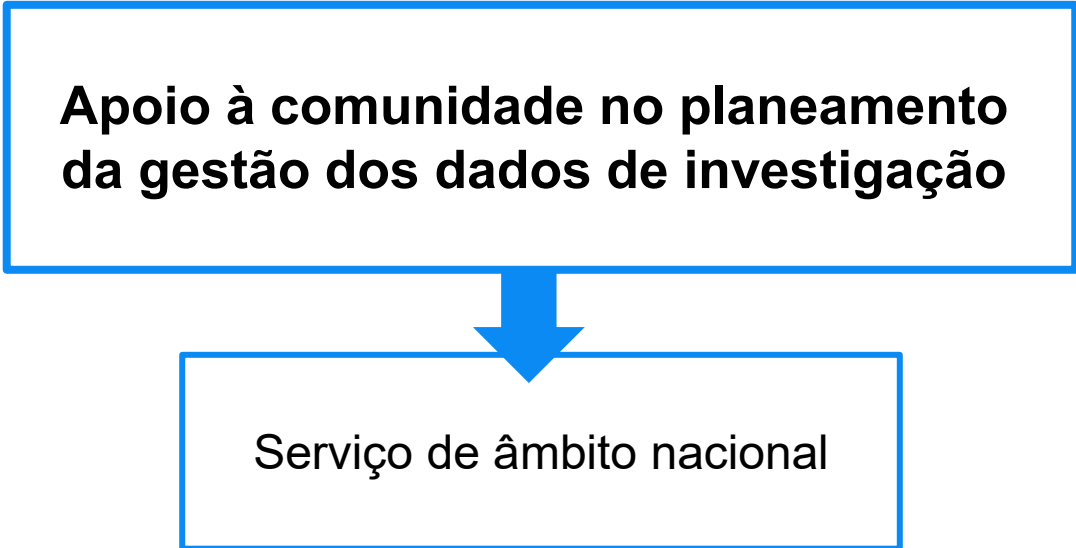 Apoio à comunidade no planeamento
da gestão dos dados de investigação
Serviço de âmbito nacional